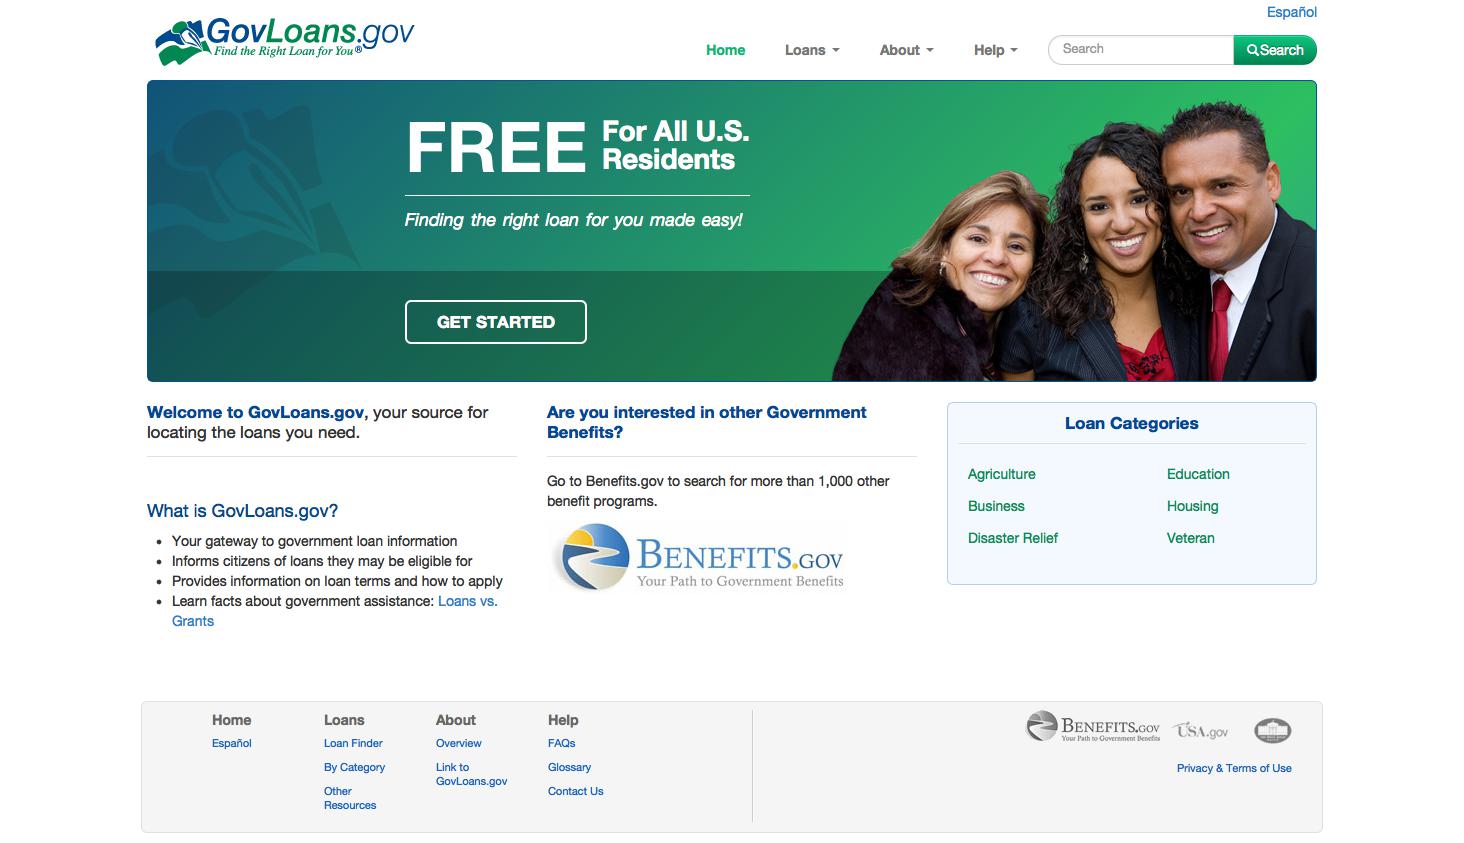 Español
GovLoans.gov
Find the Right Loan for You®
Home
Loans
About
Help
Search
Search
FREE
For All U.S.
Residents
Finding the right loan for you made easy!
GET STARTED
Welcome to GovLoans.gov, your source for
locating the loans you need.
What is GovLoans.gov?
Your gateway to government loan information
Informs citizens of loans they may be eligible for
Provides information on loan terms and how to apply
Learn facts about government assistance: Loans vs.
Grants
Are you interested in other Government
Benefits?
Go to Benefits.gov to search for more than 1,000 other
benefit programs.
BENEFITS.GOV
Your Path to Government Benefits
Loan Categories
Agriculture
Education
Business
Housing
Disaster Relief
Veteran
Home
Español
Loans
Loan Finder
By Category
Other
Resources
About
Overview
Link to
GovLoans.gov
Help
FAQs
Glossary
Contact Us
BENEFITS.GOV
Your Path to Government Benefits
USA.gov
Privacy & Terms of Use